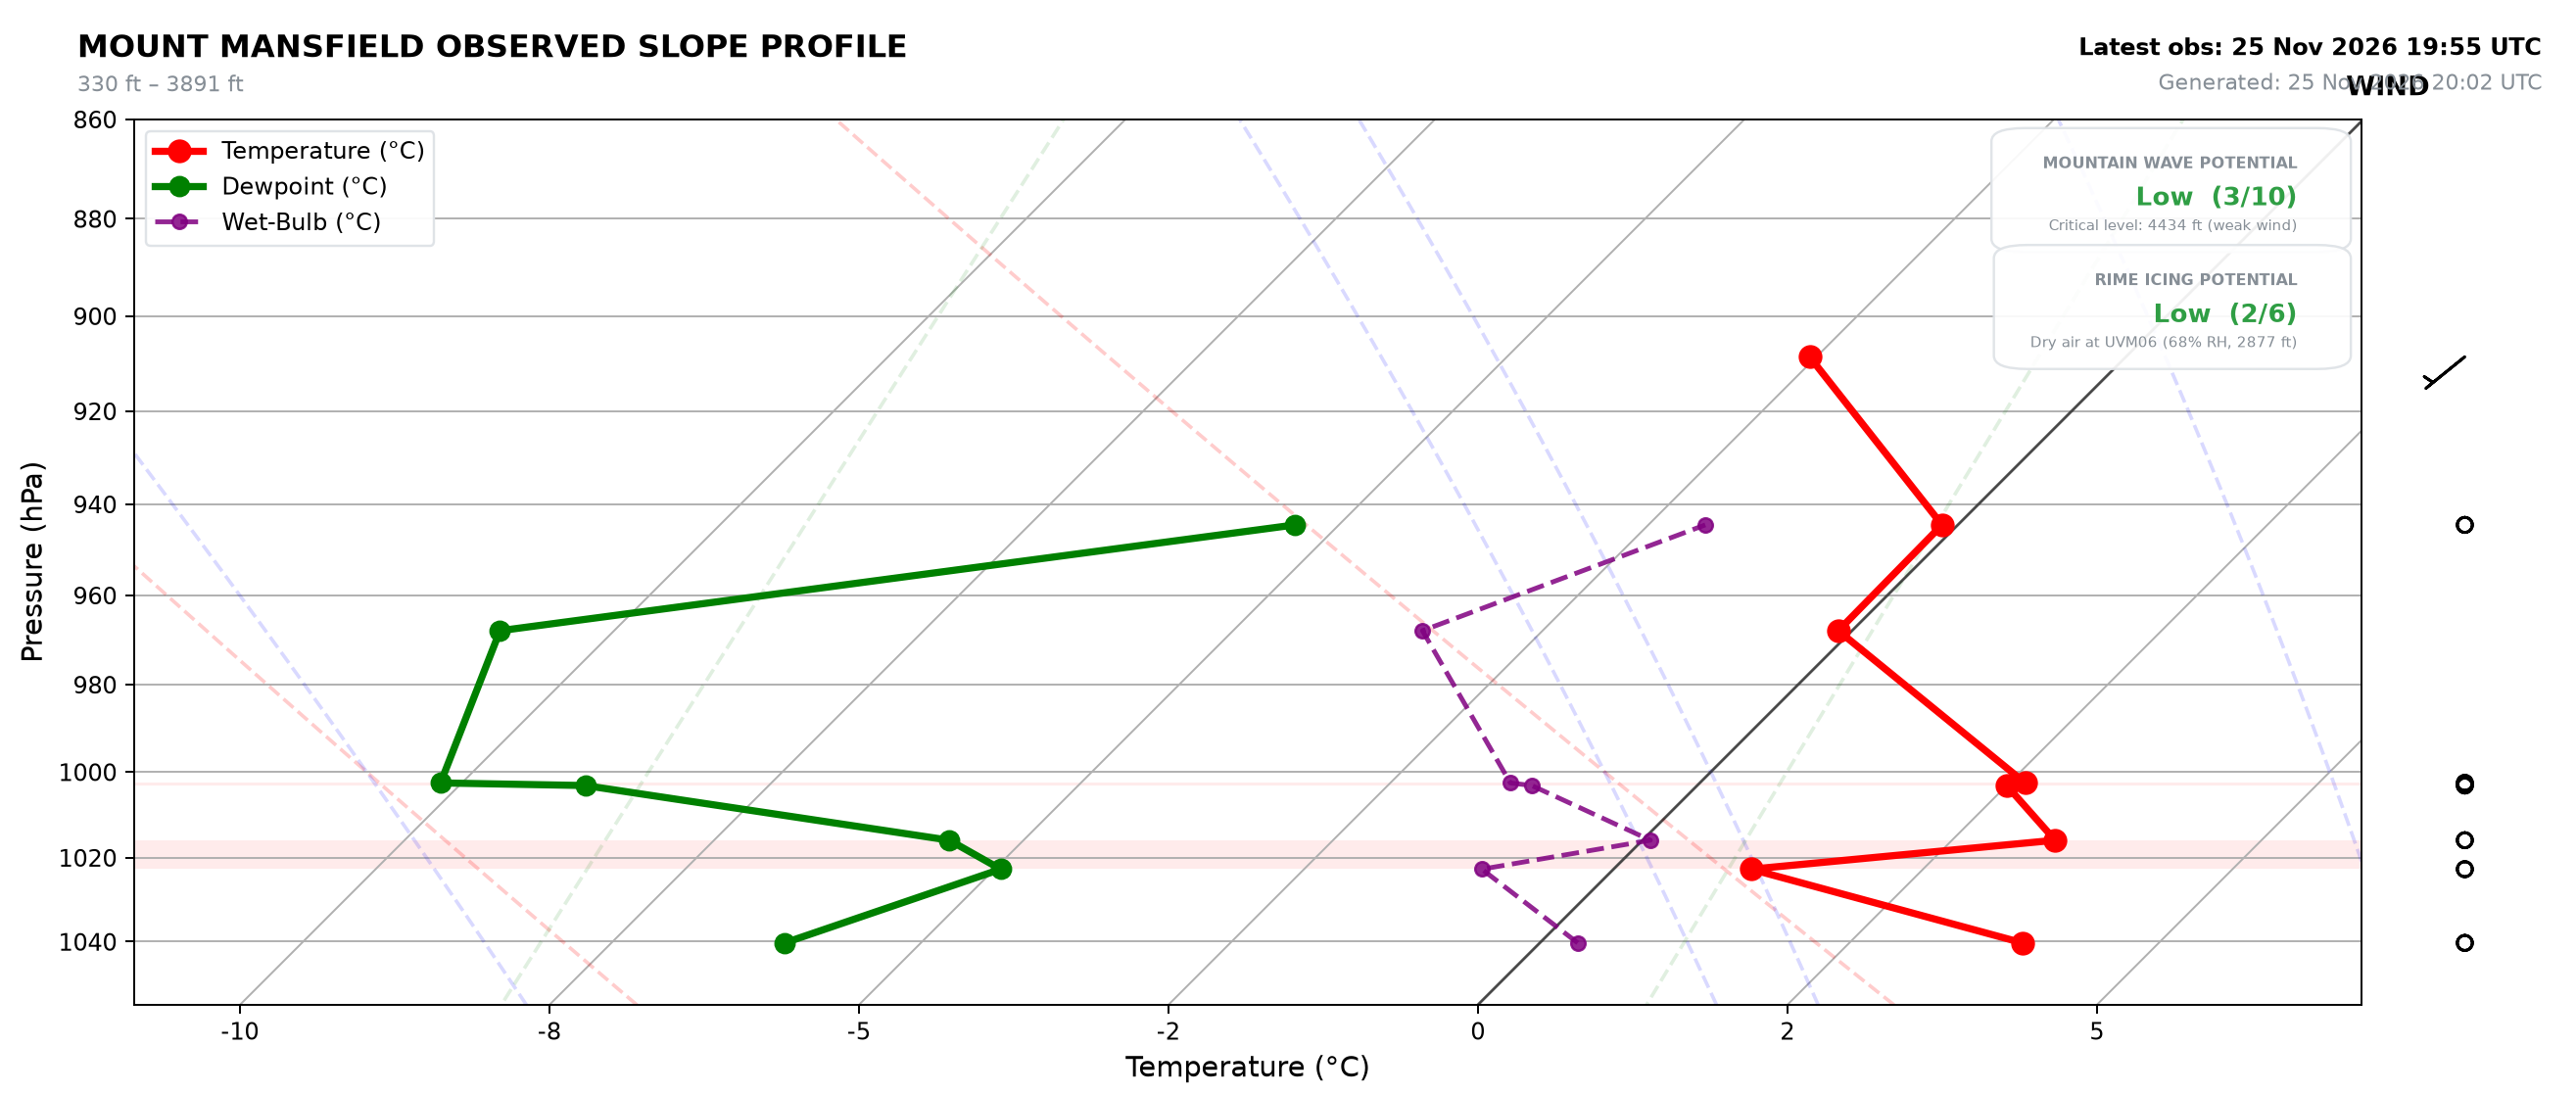 MOUNT MANSFIELD OBSERVED SLOPE PROFILE
330 ft – 3891 ft
Latest obs: 25 Nov 2026 19:55 UTC
Generated: 25 Nov 2026 20:02 UTC
WIND
Temperature (°C)
Dewpoint (°C)
Wet-Bulb (°C)
MOUNTAIN WAVE POTENTIAL
Low (3/10)
Critical level: 4434 ft (weak wind)
RIME ICING POTENTIAL
Low (2/6)
Dry air at UVM06 (68% RH, 2877 ft)
Pressure (hPa)
860
880
900
920
940
960
980
1000
1020
1040
-10 -8 -5 -2 0 2 5
Temperature (°C)